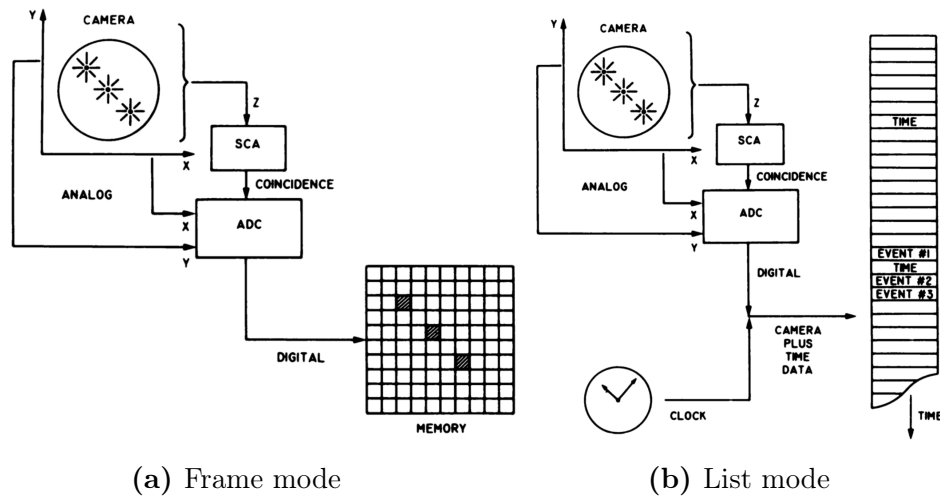 Y
CAMERA
Z
SCA
X
COINCIDENCE
ANALOG
ADC
X
Y
DIGITAL
MEMORY
(a) Frame mode
Y
CAMERA
Z
SCA
X
COINCIDENCE
ANALOG
ADC
X
Y
DIGITAL
CAMERA
PLUS
TIME
DATA
CLOCK
TIME
EVENT #1
TIME
EVENT #2
EVENT #3
TIME
(b) List mode